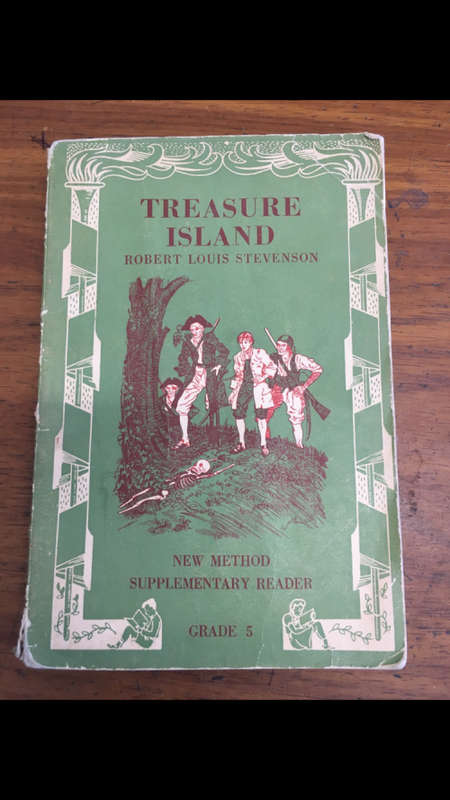 TREASURE
ISLAND
ROBERT LOUIS STEVENSON
NEW METHOD
SUPPLEMENTARY READER
GRADE 5